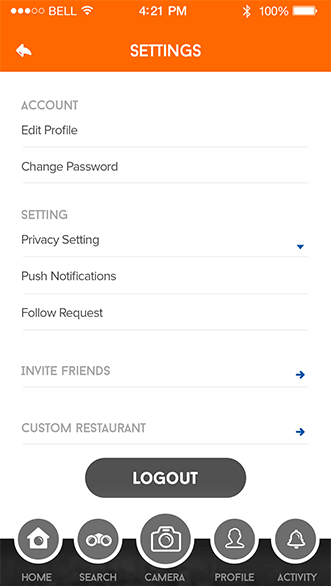 BELL 4:21 PM 100%
SETTINGS
ACCOUNT
Edit Profile
Change Password
SETTING
Privacy Setting
Push Notifications
Follow Request
INVITE FRIENDS
CUSTOM RESTAURANT
LOGOUT
HOME SEARCH CAMERA PROFILE ACTIVITY